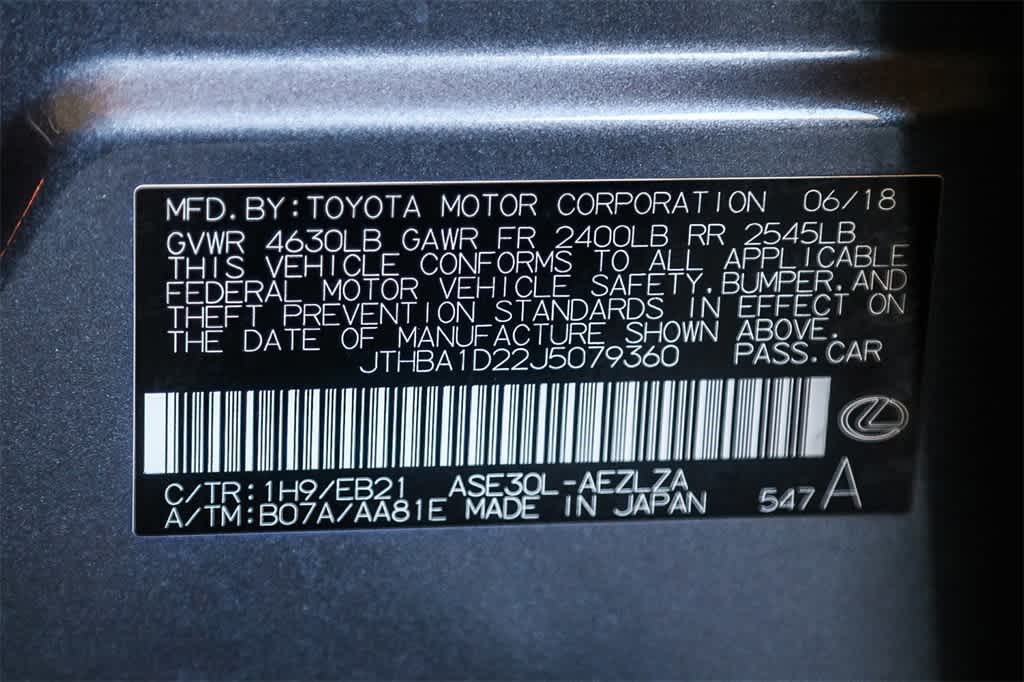 MFD.BY:TOYOTA MOTOR CORPORATION 06/18
GVWR 4630LB GAWR FR 2400LB RR 2545LB
THIS VEHICLE CONFORMS TO ALL APPLICABLE
FEDERAL MOTOR VEHICLE SAFETY,BUMPER,AND
THEFT PREVENTION STANDARDS IN EFFECT ON
THE DATE OF MANUFACTURE SHOWN ABOVE.
JTHBA1D22J5079360 PASS.CAR
C/TR:1H9/EB21 ASE30L-AEZLZA
A/TM:B07A/AA81E MADE IN JAPAN 547A